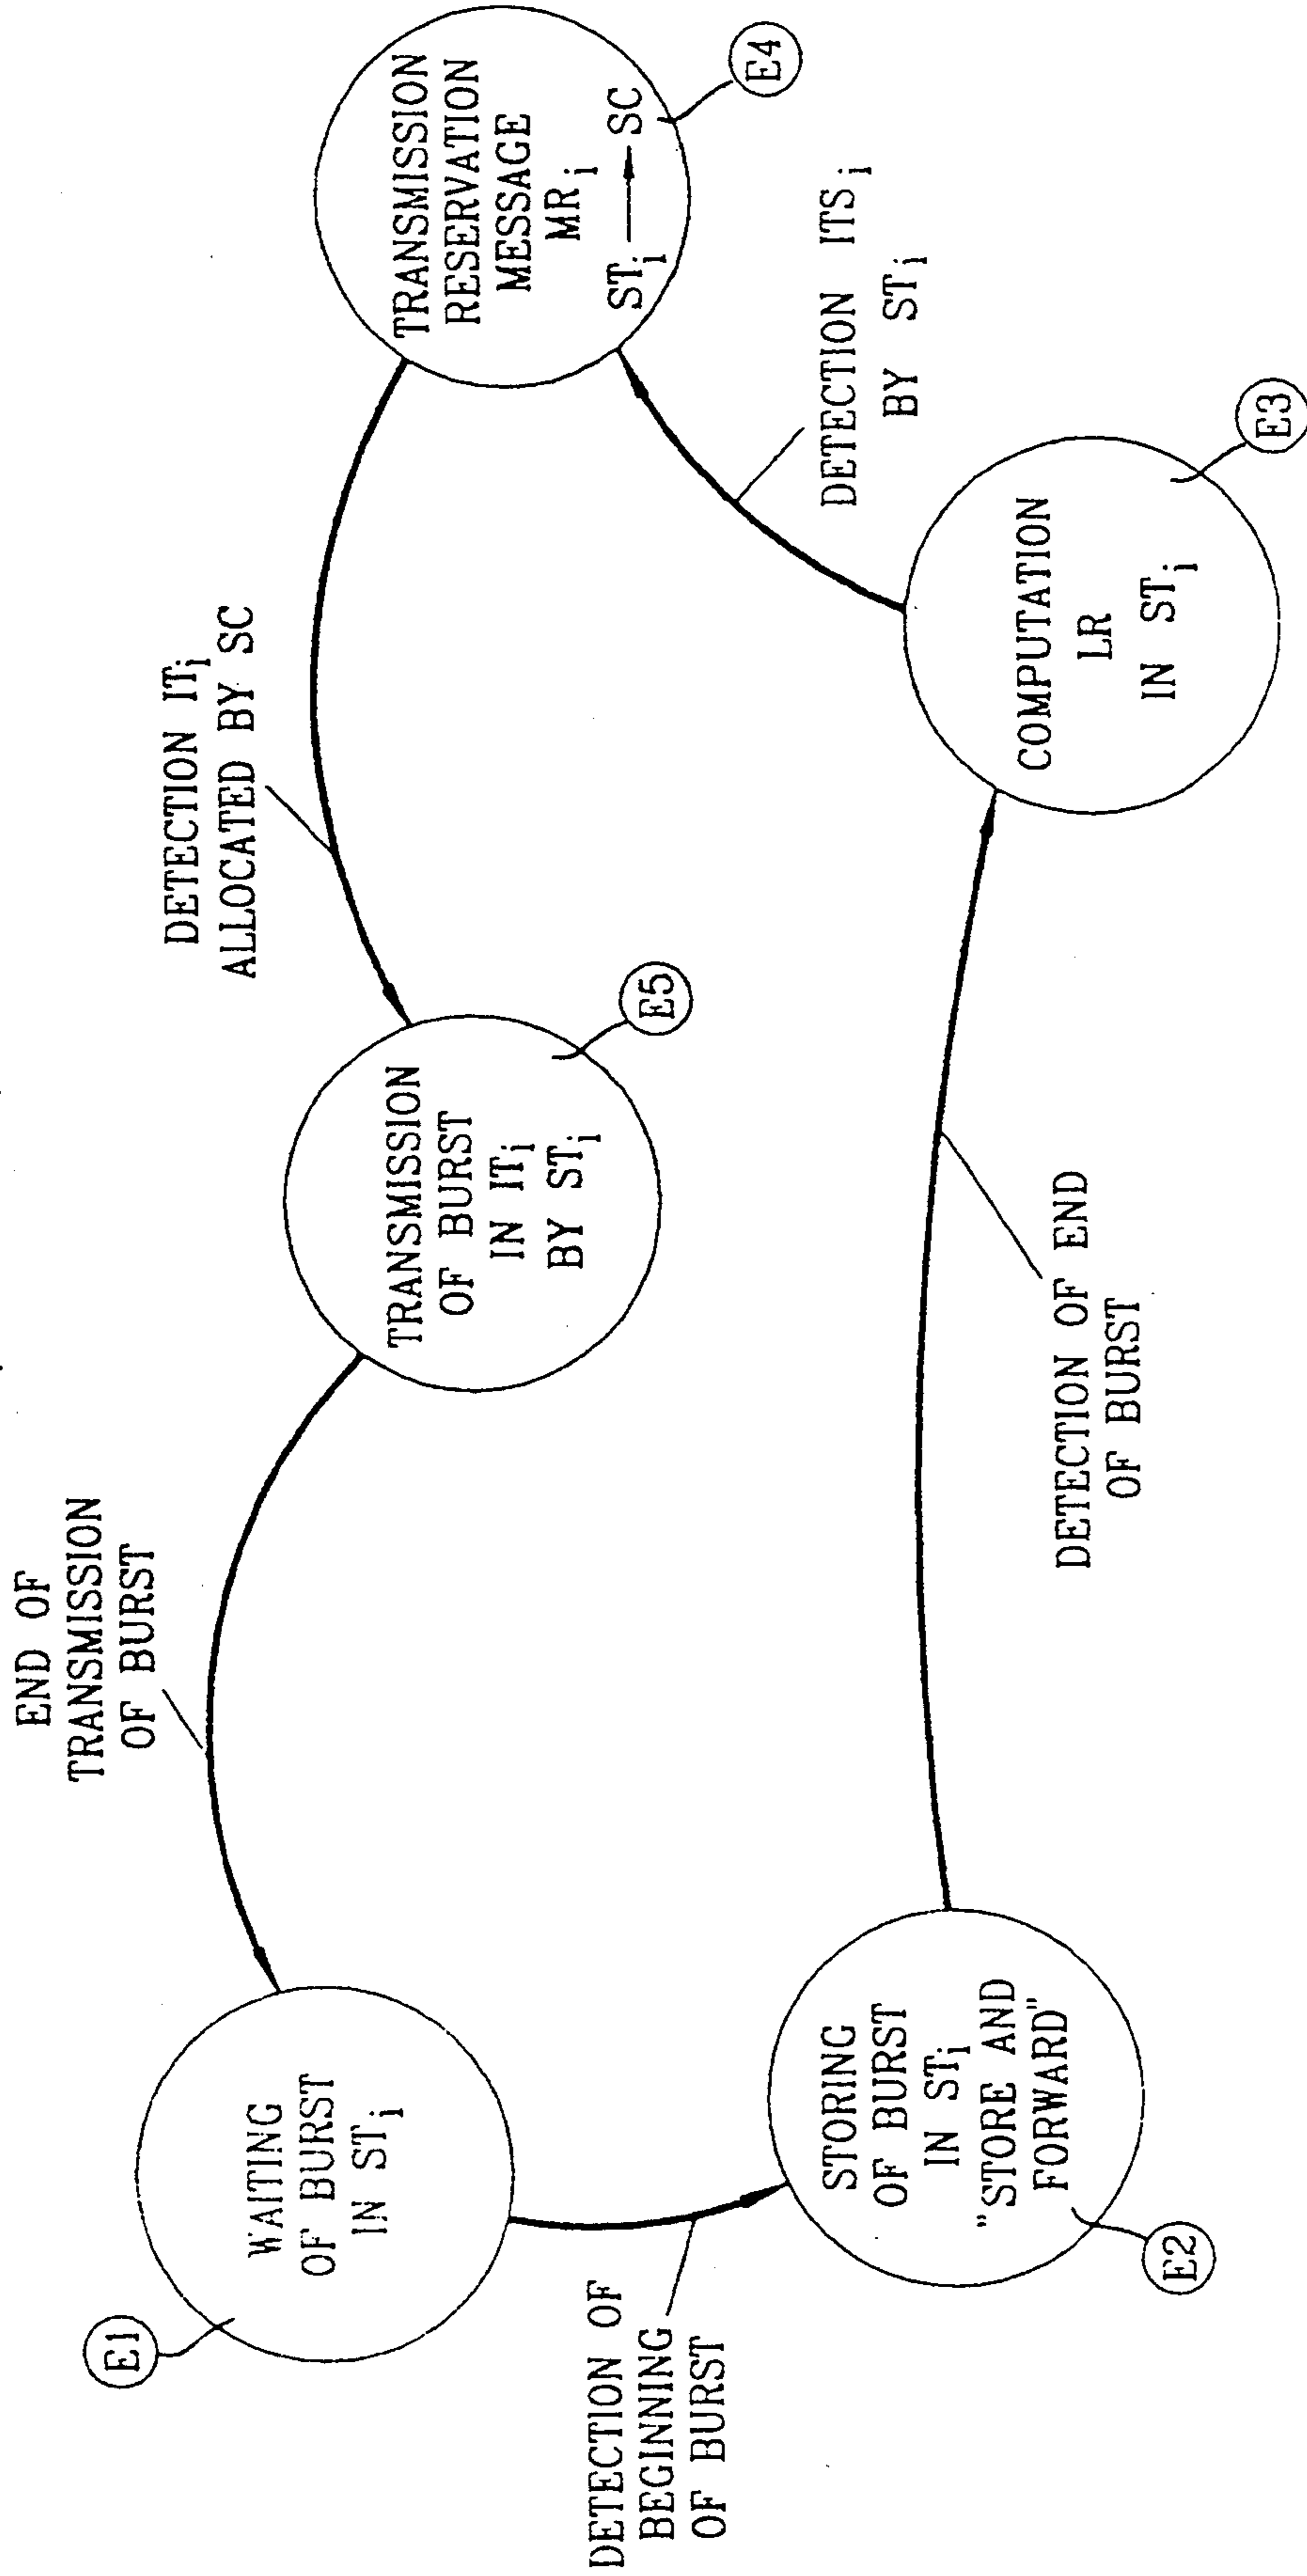 E1
WAITING
OF BURST
IN STi
END OF
TRANSMISSION
OF BURST
TRANSMISSION
OF BURST
IN ITi
BY STi
E5
DETECTION ITi
ALLOCATED BY SC
TRANSMISSION
RESERVATION
MESSAGE
MRi
STi → SC
E4
DETECTION OF
BEGINNING
OF BURST
STORING
OF BURST
IN STi
"STORE AND
FORWARD"
E2
DETECTION OF END
OF BURST
COMPUTATION
LR
IN STi
E3
DETECTION ITSi
BY STi